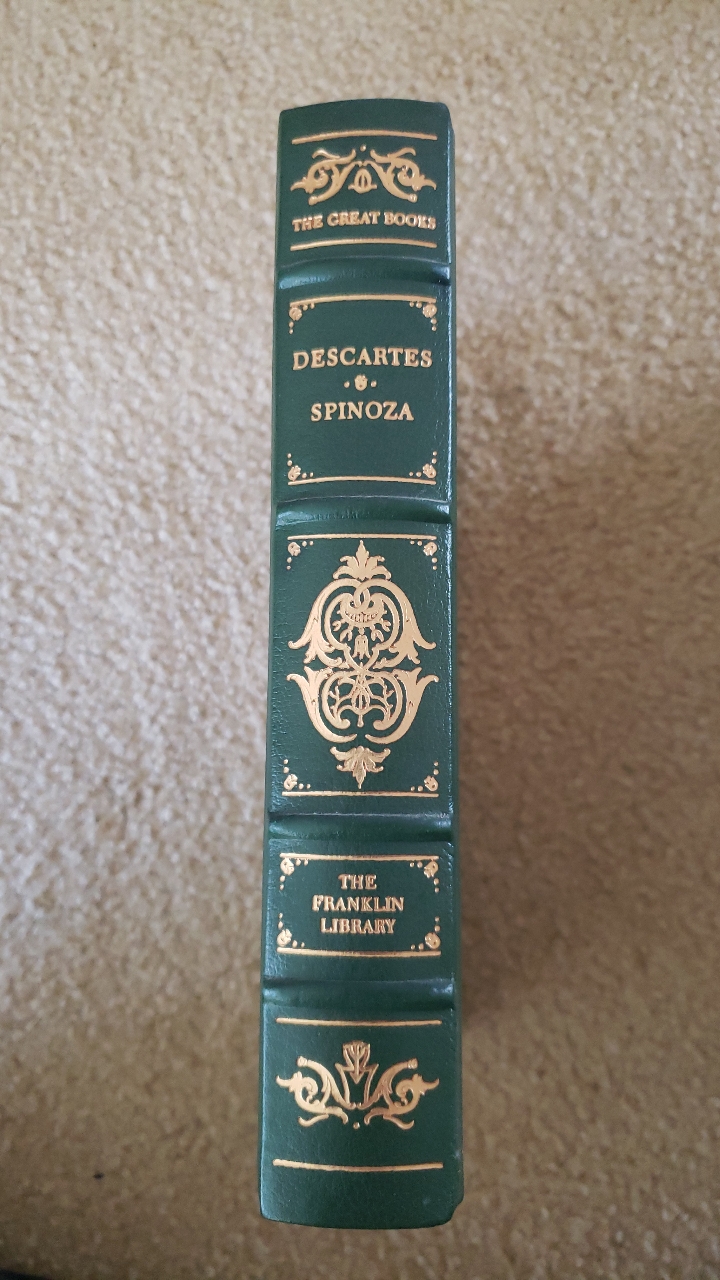 THE GREAT BOOKS
DESCARTES
SPINOZA
THE
FRANKLIN
LIBRARY